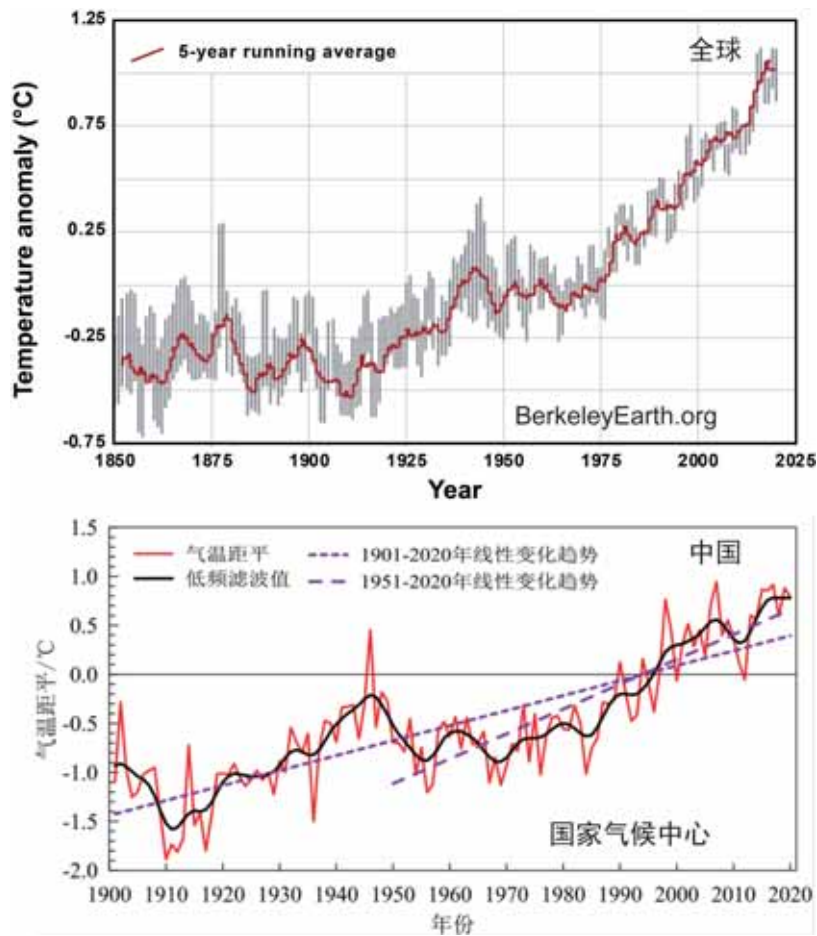 1.25
5-year running average
全球
0.75
0.25
-0.25
-0.75
Temperature anomaly (°C)
BerkeleyEarth.org
1850 1875 1900 1925 1950 1975 2000 2025
Year
1.5
气温距平 1901-2020年线性变化趋势 中国
低频滤波值 1951-2020年线性变化趋势
1.0
0.5
0.0
-0.5
-1.0
-1.5
-2.0
气温距平/℃
国家气候中心
1900 1910 1920 1930 1940 1950 1960 1970 1980 1990 2000 2010 2020
年份